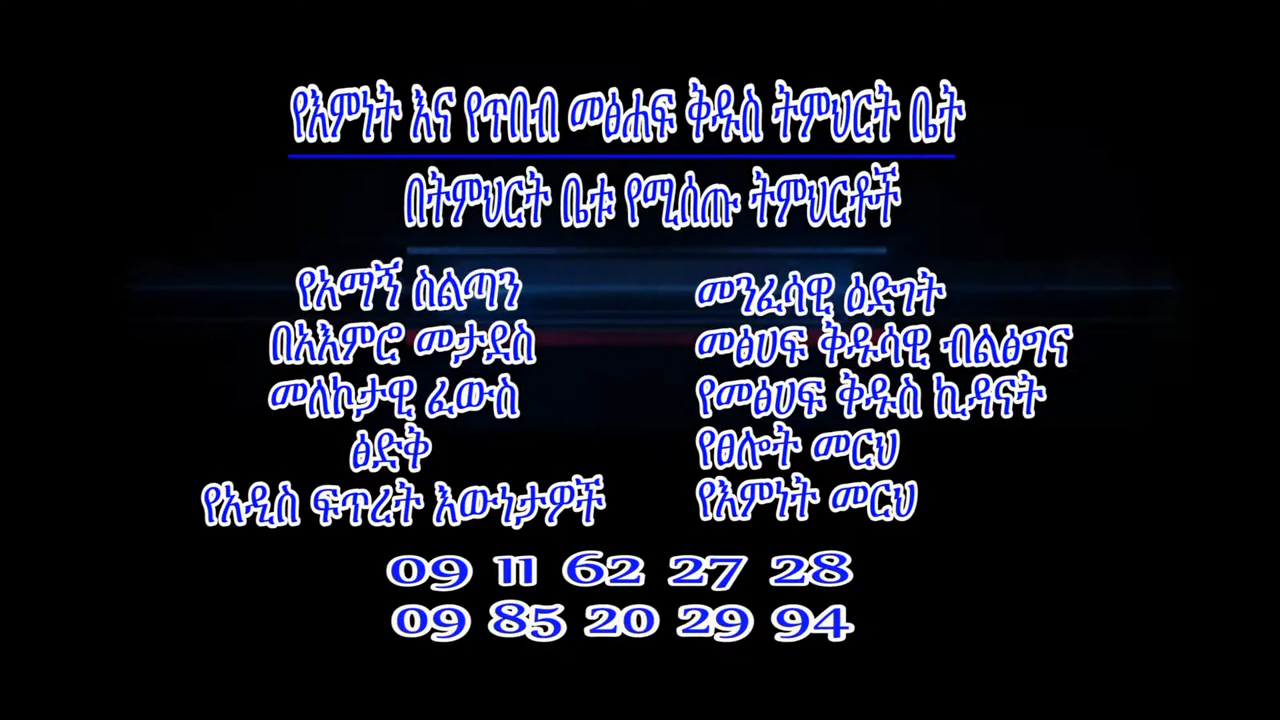 የእምነት እና የጥበብ መፅሐፍ ቅዱስ ትምህርት ቤት
በትምህርት ቤቱ የሚሰጡ ትምህርቶች
የአማኝ ስልጣን
በአእምሮ መታደስ
መለኮታዊ ፈውስ
ፅድቅ
የአዲስ ፍጥረት እውነታዎች
መንፈሳዊ ዕድገት
መፅሀፍ ቅዱሳዊ ብልፅግና
የመፅሀፍ ቅዱስ ኪዳናት
የፀሎት መርህ
የእምነት መርህ
09 11 62 27 28
09 85 20 29 94